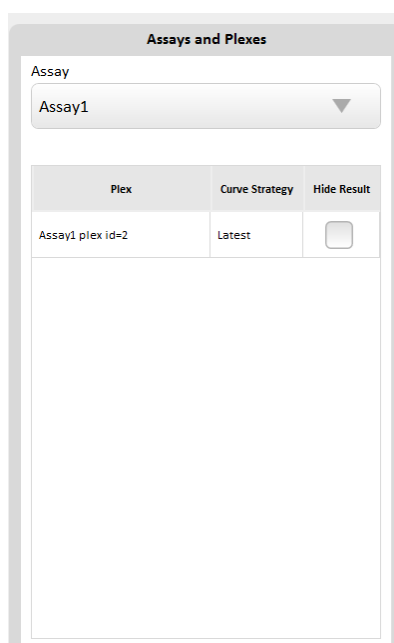 Assays and Plexes
Assay
Assay1
Plex Curve Strategy Hide Result
Assay1 plex id=2 Latest